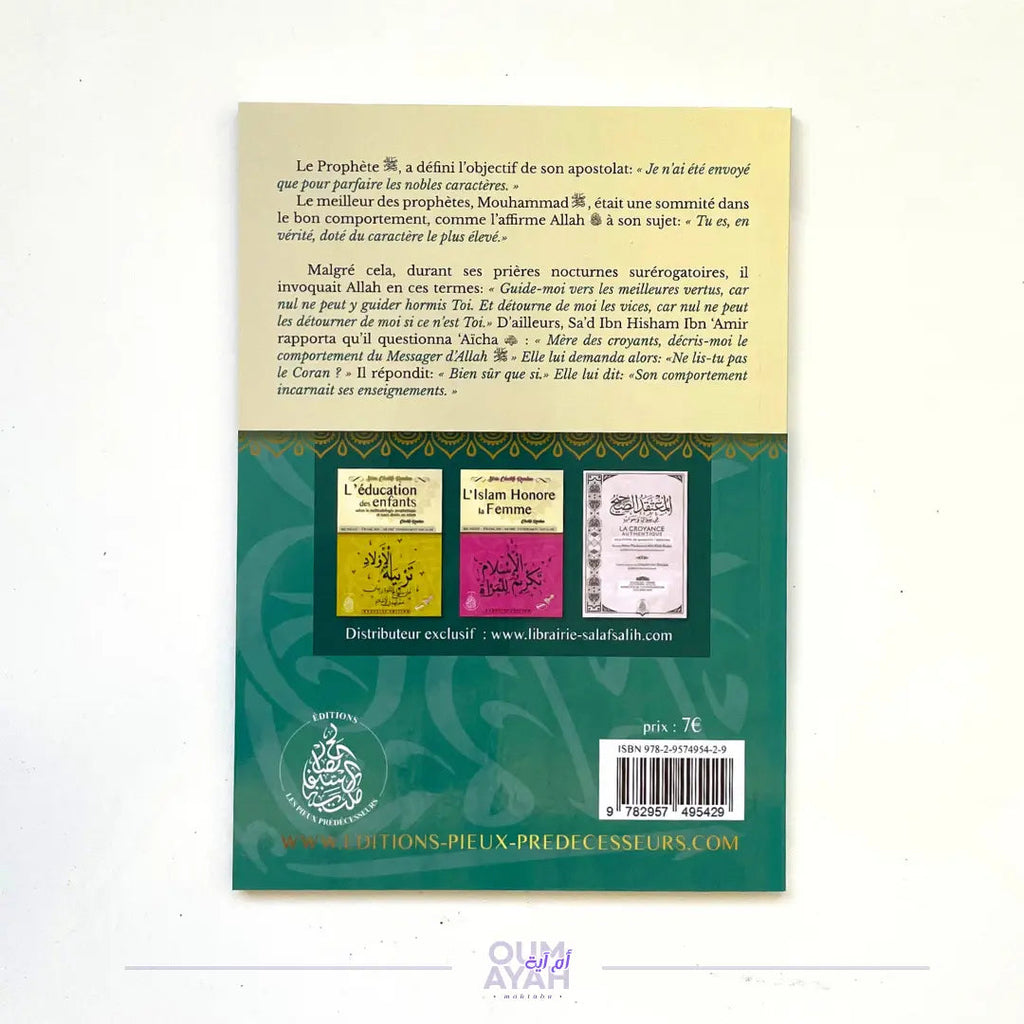 Le Prophète ﷺ, a défini l'objectif de son apostolat: « Je n'ai été envoyé
que pour parfaire les nobles caractères. »
Le meilleur des prophètes, Mouhammad ﷺ, était une sommité dans
le bon comportement, comme l'affirme Allah à son sujet: « Tu es, en
vérité, doté du caractère le plus élevé.»
Malgré cela, durant ses prières nocturnes surérogatoires, il
invoquait Allah en ces termes: « Guide-moi vers les meilleures vertus, car
nul ne peut y guider hormis Toi. Et détourne de moi les vices, car nul ne peut
les détourner de moi si ce n'est Toi.» D'ailleurs, Sa'd Ibn Hisham Ibn 'Amir
rapporta qu'il questionna 'Aïcha : « Mère des croyants, décris-moi le
comportement du Messager d'Allah ﷺ » Elle lui demanda alors: «Ne lis-tu pas
le Coran ? » Il répondit: « Bien sûr que si.» Elle lui dit: «Son comportement
incarnait ses enseignements. »
L'éducation
des enfants
تربية الأولاد
L'Islam Honore
la Femme
تكريم الإسلام للمرأة
المعتقد الصحيح
LA CROYANCE
AUTHENTIQUE
Distributeur exclusif : www.librairie-salafsalih.com
ÉDITIONS
LES PIEUX PRÉDÉCESSEURS
prix : 7€
ISBN 978-2-9574954-2-9
9 782957 495429
WWW.EDITIONS-PIEUX-PREDECESSEURS.COM
OUM
أم آية
AYAH
• maktaba •